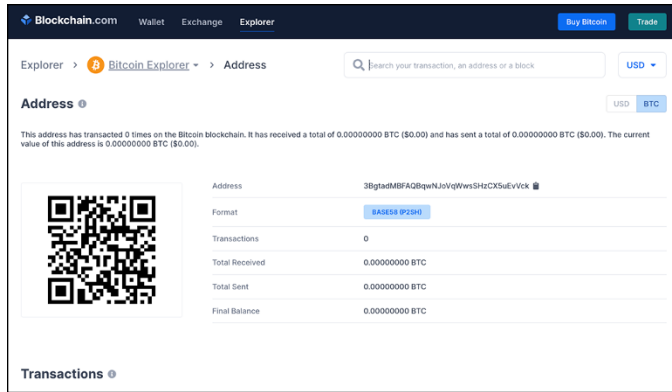 Blockchain.com Wallet Exchange Explorer Buy Bitcoin Trade
Explorer > Bitcoin Explorer > Address Search your transaction, an address or a block USD
Address USD BTC
This address has transacted 0 times on the Bitcoin blockchain. It has received a total of 0.00000000 BTC ($0.00) and has sent a total of 0.00000000 BTC ($0.00). The current
value of this address is 0.00000000 BTC ($0.00).
Address 3BgtadMBFAQBqwNJoVqWwsSHzCX5uEvVck
Format BASE58 (P2SH)
Transactions 0
Total Received 0.00000000 BTC
Total Sent 0.00000000 BTC
Final Balance 0.00000000 BTC
Transactions